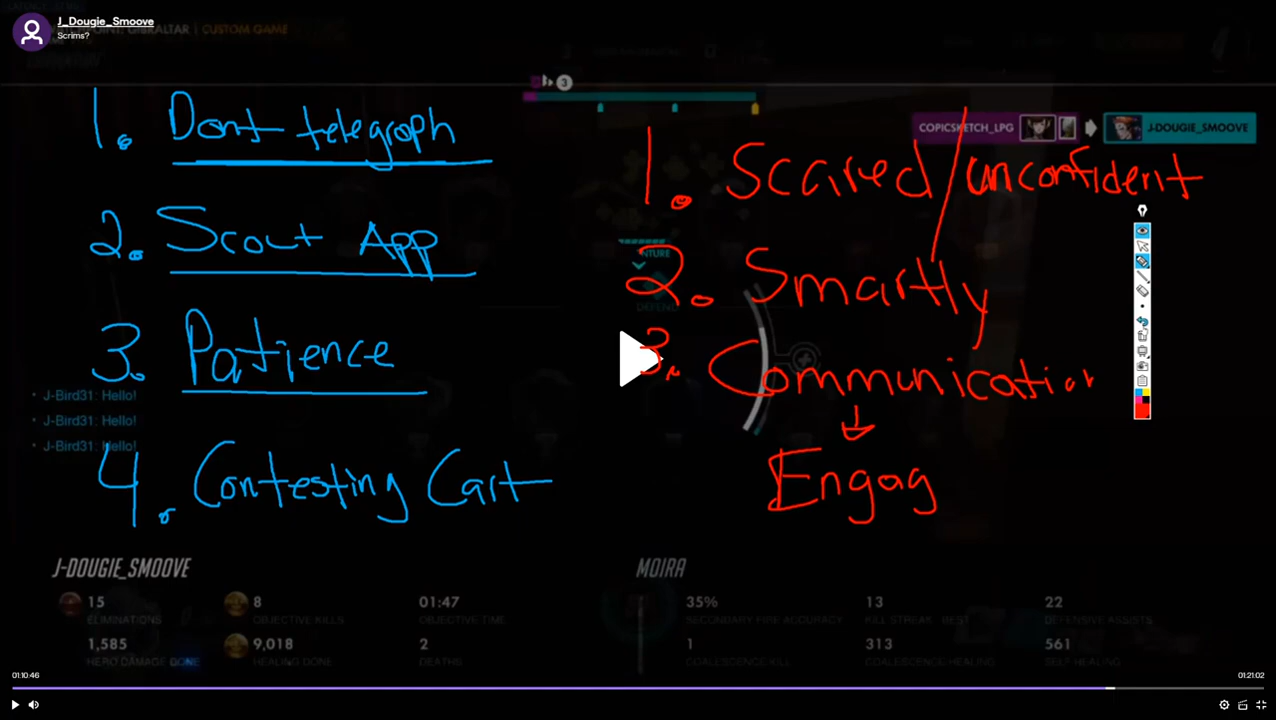 J_Dougie_Smoove
Scrims?
GIBRALTAR | CUSTOM GAME
3
COPICSKETCH_LPG J-DOUGIE_SMOOVE
1. Dont telegraph
2. Scout App
3. Patience
4. Contesting Cart
1. Scared/unconfident
2. Smartly
3. Communication
Engag
J-Bird31: Hello!
J-Bird31: Hello!
J-Bird31: Hello!
J-DOUGIE_SMOOVE
15
ELIMINATIONS
8
OBJECTIVE KILLS
01:47
OBJECTIVE TIME
1,585
HERO DAMAGE DONE
9,018
HEALING DONE
2
DEATHS
MOIRA
35%
SECONDARY FIRE ACCURACY
13
KILL STREAK - BEST
22
DEFENSIVE ASSISTS
1
COALESCENCE KILL
313
COALESCENCE HEALING
561
SELF HEALING
01:10:46
01:21:02